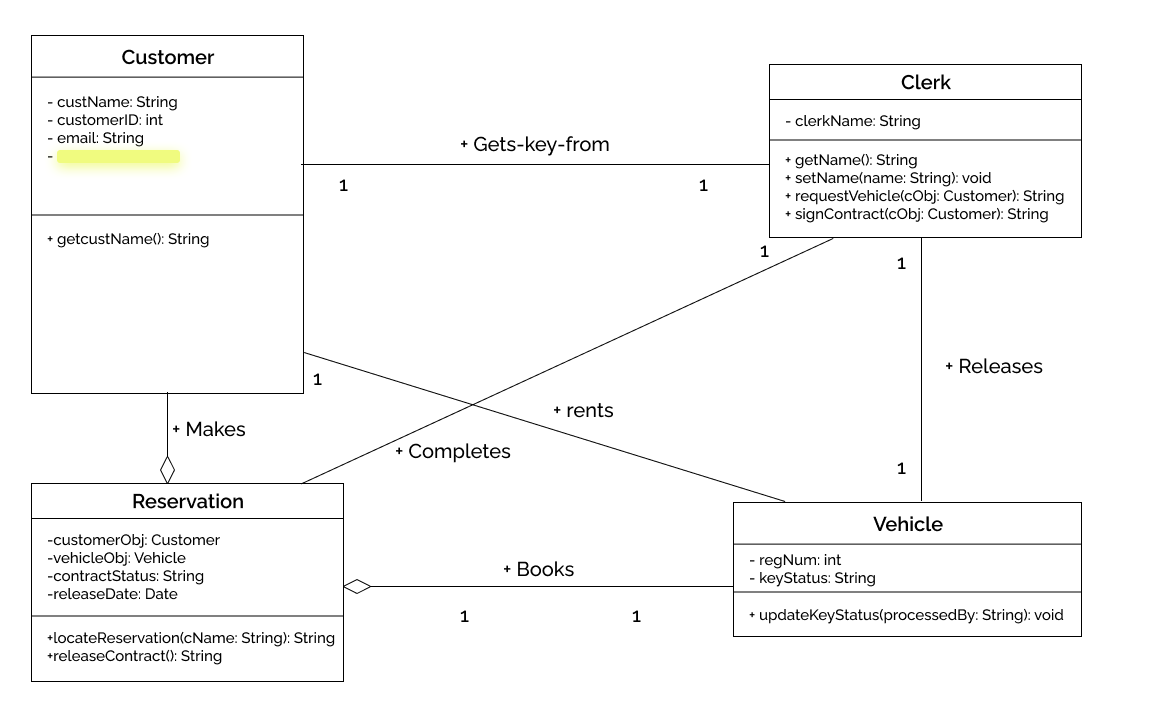 Customer
- custName: String
- customerID: int
- email: String
-
+ getcustName(): String
Clerk
- clerkName: String
+ getName(): String
+ setName(name: String): void
+ requestVehicle(cObj: Customer): String
+ signContract(cObj: Customer): String
+ Gets-key-from
1
1
1
1
+ Releases
1
1
+ rents
+ Completes
+ Makes
Reservation
-customerObj: Customer
-vehicleObj: Vehicle
-contractStatus: String
-releaseDate: Date
+locateReservation(cName: String): String
+releaseContract(): String
+ Books
1
1
Vehicle
- regNum: int
- keyStatus: String
+ updateKeyStatus(processedBy: String): void